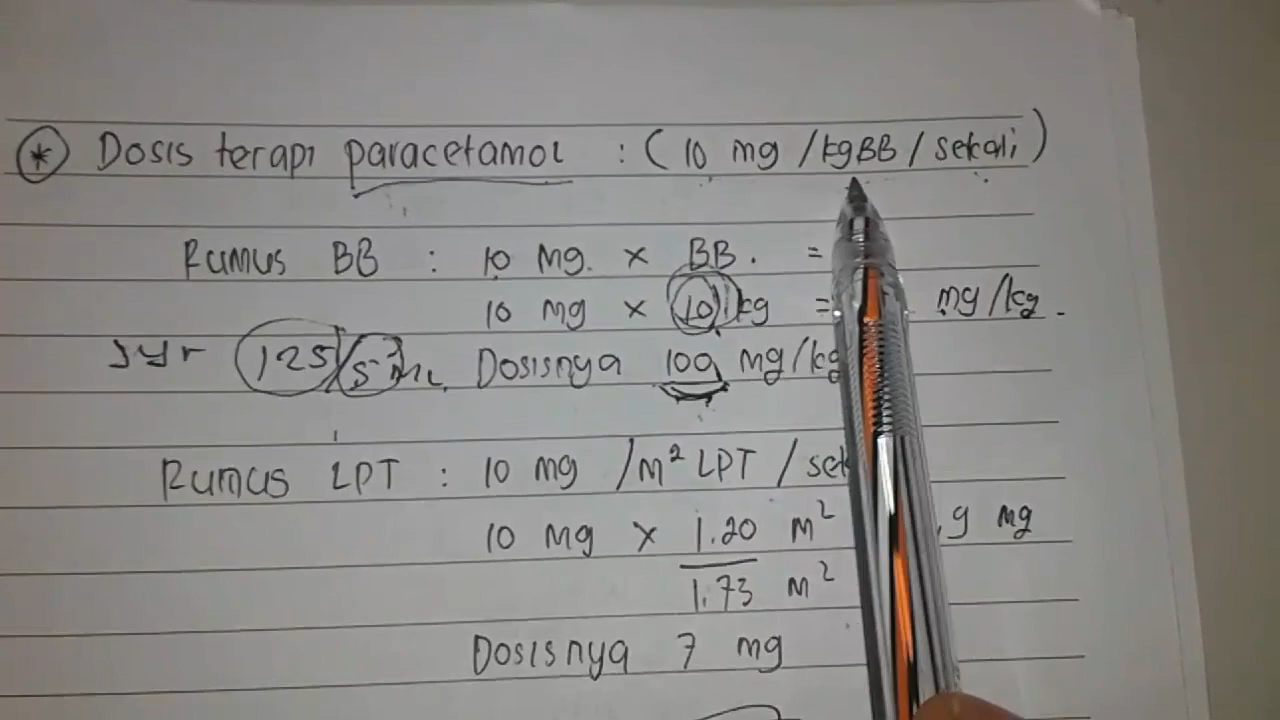 * Dosis terapi paracetamol : (10 mg /kgBB / sekali)
Rumus BB : 10 Mg. x BB. =
10 mg x 10 kg = mg/kg.
syr 125/5 mL Dosisnya 100 mg/kg
Rumus LPT : 10 mg /m² LPT / sek
10 Mg x 1.20 m² ,9 mg
1.73 m²
Dosisnya 7 mg